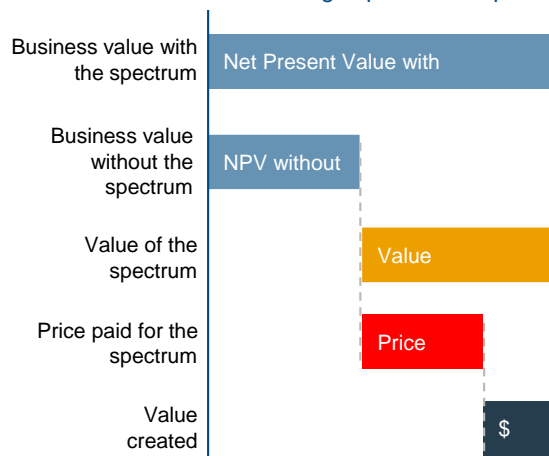 Business value with
the spectrum
Net Present Value with
Business value
without the
spectrum
NPV without
Value of the
spectrum
Value
Price paid for the
spectrum
Price
Value
created
$